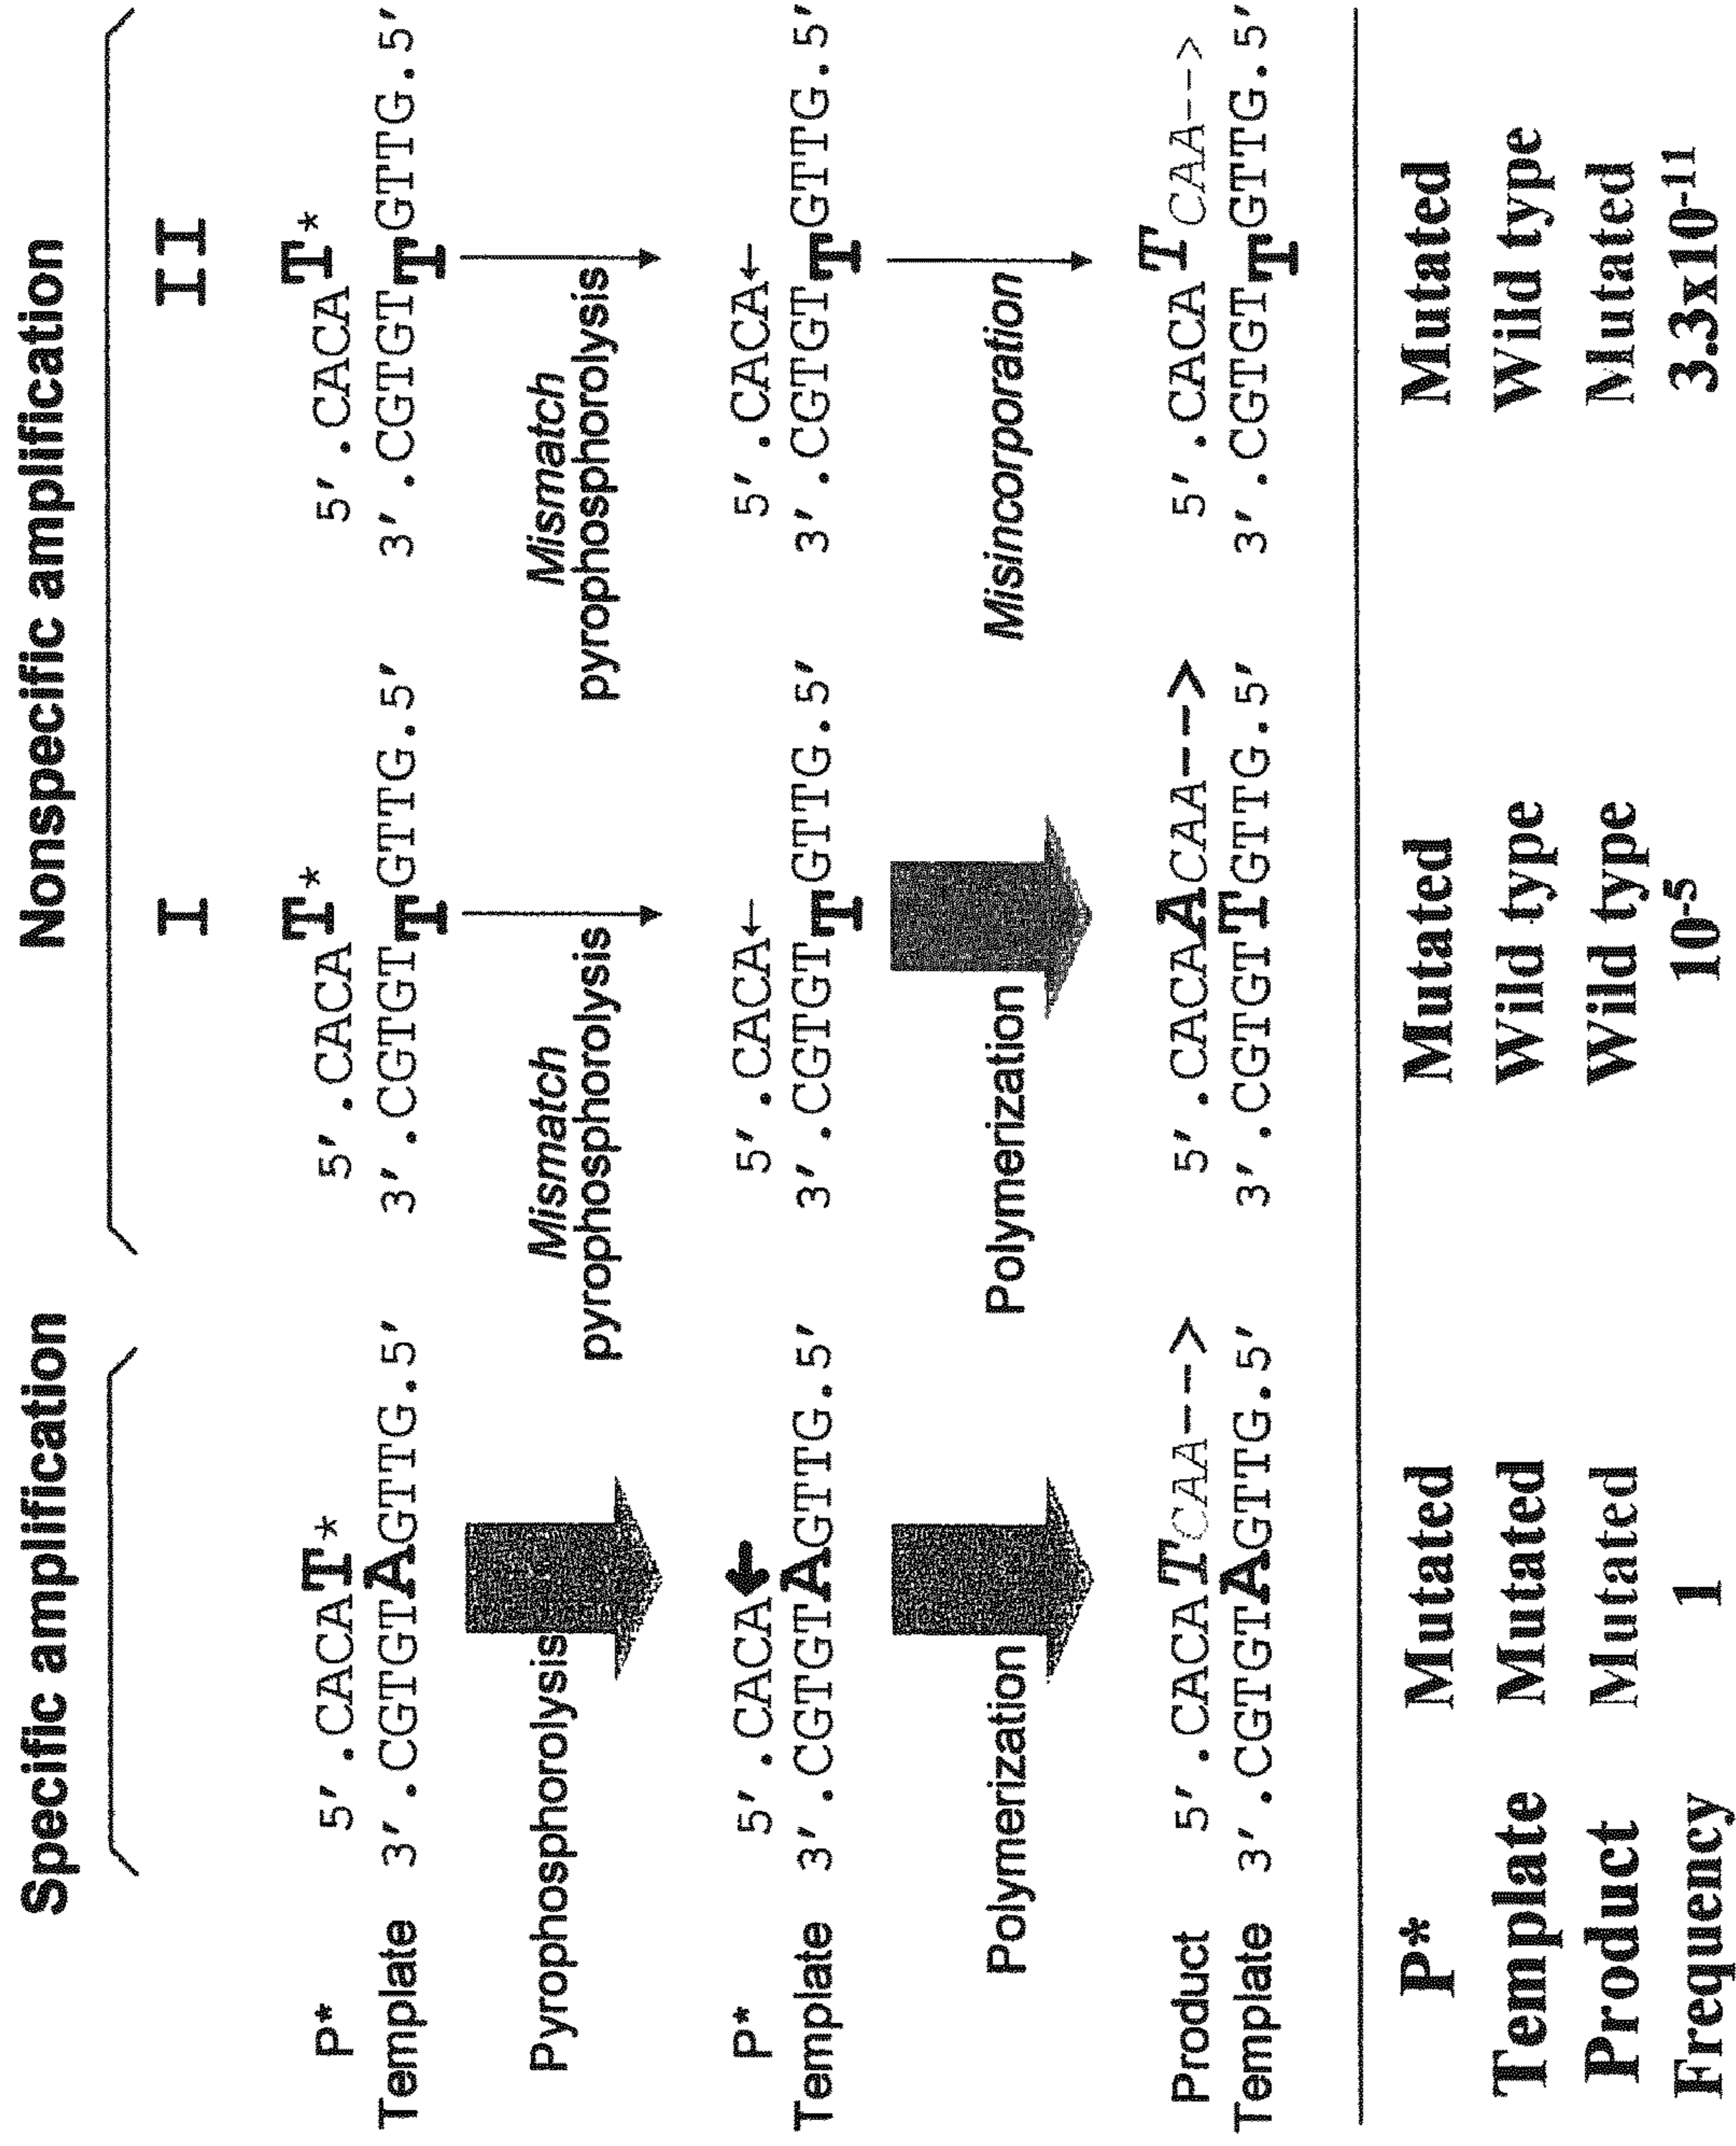 Specific amplification Nonspecific amplification
I II
P* 5'.CACAT* 5'.CACAT* 5'.CACAT*
Template 3'.CGTGTAGTTG.5' 3'.CGTGTTGTTG.5' 3'.CGTGTTGTTG.5'
Pyrophosphorolysis Mismatch pyrophosphorolysis Mismatch pyrophosphorolysis
P* 5'.CACA← 5'.CACA← 5'.CACA←
Template 3'.CGTGTAGTTG.5' 3'.CGTGTTGTTG.5' 3'.CGTGTTGTTG.5'
Polymerization Polymerization Misincorporation
Product 5'.CACATCAA--> 5'.CACAACAA--> 5'.CACATCAA-->
Template 3'.CGTGTAGTTG.5' 3'.CGTGTTGTTG.5' 3'.CGTGTTGTTG.5'
P* Mutated Mutated Mutated
Template Mutated Wild type Wild type
Product Mutated Wild type Mutated
Frequency 1 10⁻⁵ 3.3x10⁻¹¹